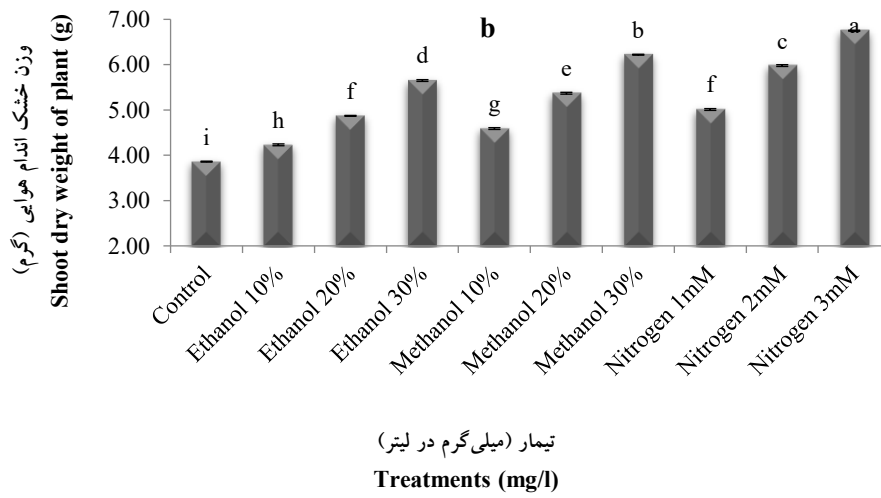 وزن خشک اندام هوایی (گرم)
Shoot dry weight of plant (g)
7.00
6.00
5.00
4.00
3.00
2.00
b
i
h
f
d
g
e
b
f
c
a
Control
Ethanol 10%
Ethanol 20%
Ethanol 30%
Methanol 10%
Methanol 20%
Methanol 30%
Nitrogen 1mM
Nitrogen 2mM
Nitrogen 3mM
تیمار (میلی‌گرم در لیتر)
Treatments (mg/l)